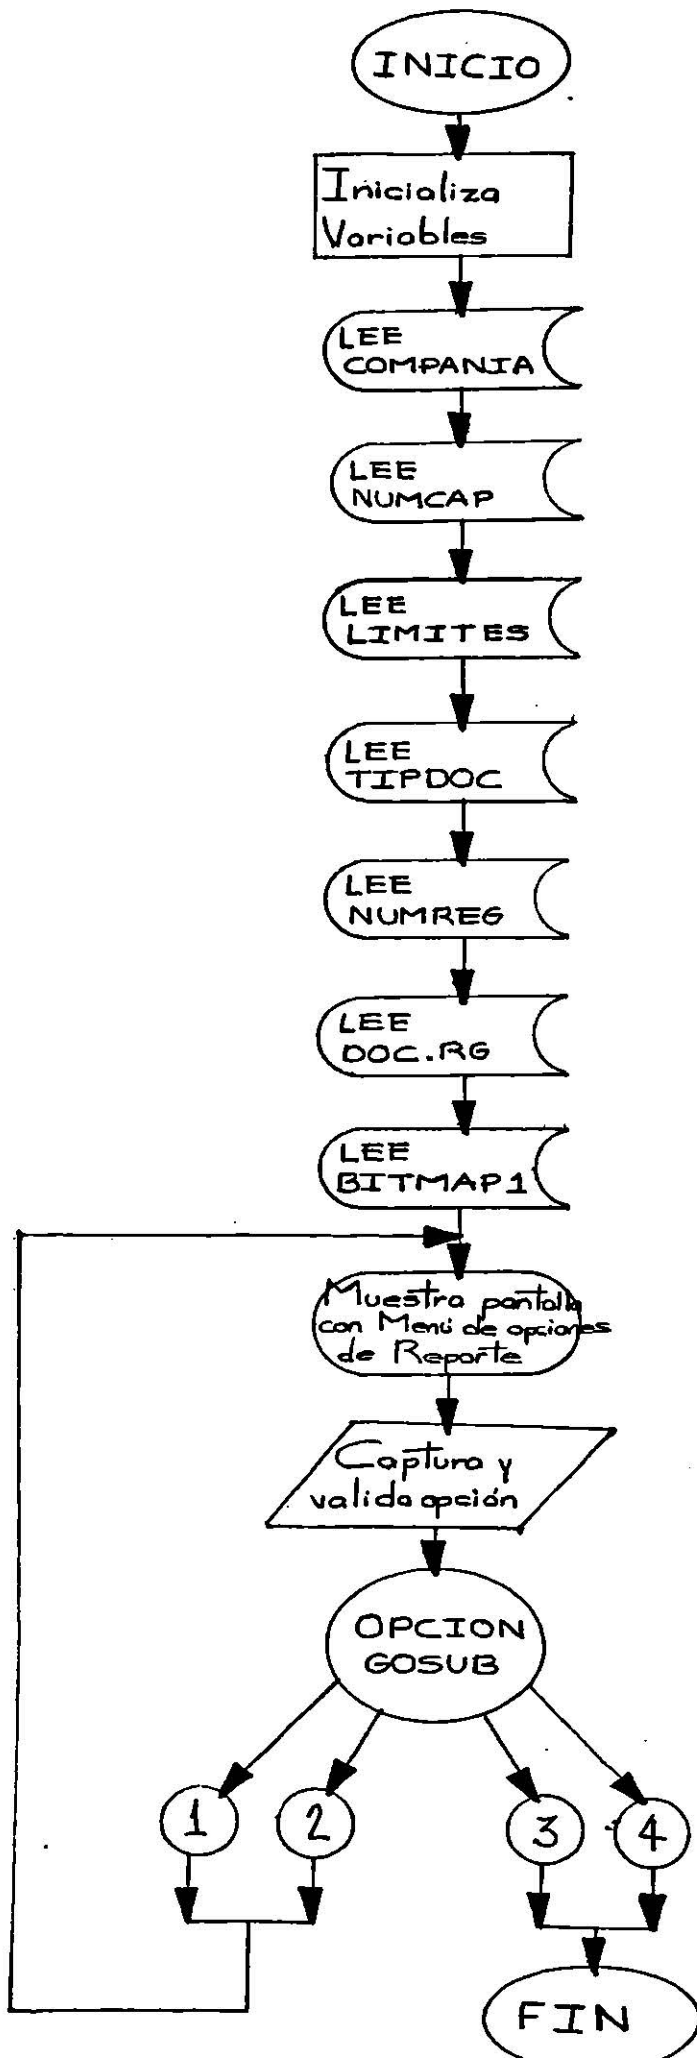 INICIO
Inicializa
Variables
LEE
COMPANIA
LEE
NUMCAP
LEE
LIMITES
LEE
TIPDOC
LEE
NUMREG
LEE
DOC.RG
LEE
BITMAP1
Muestra pantalla
con Menú de opciones
de Reporte
Captura y
valida opción
OPCION
GOSUB
1 2 3 4
FIN